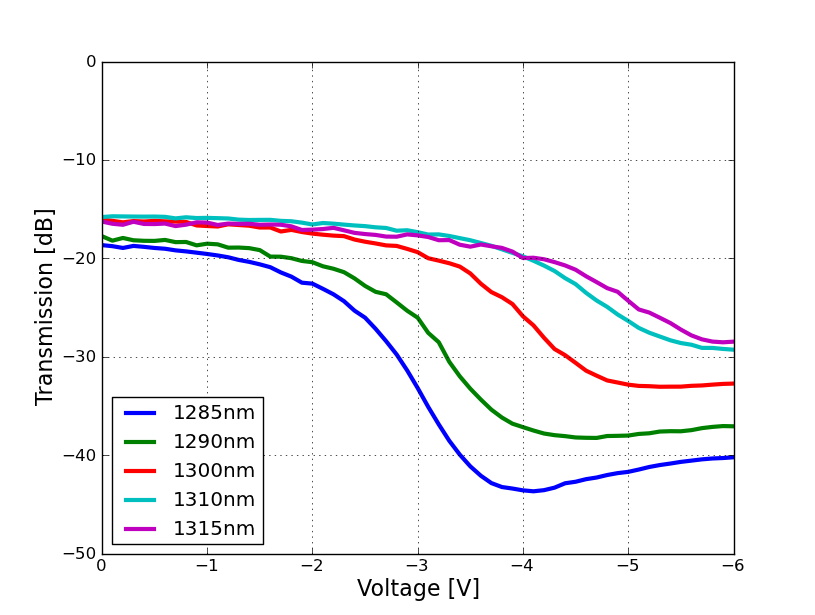 0
−10
−20
−30
−40
−50
Transmission [dB]
1285nm
1290nm
1300nm
1310nm
1315nm
0 −1 −2 −3 −4 −5 −6
Voltage [V]